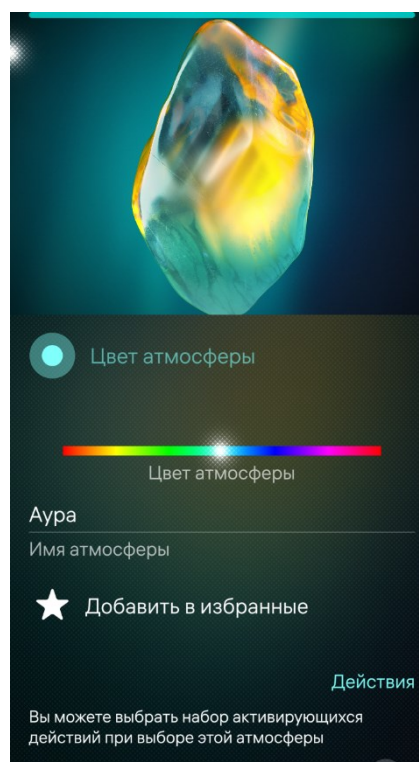 Цвет атмосферы
Цвет атмосферы
Аура
Имя атмосферы
Добавить в избранные
Действия
Вы можете выбрать набор активирующихся
действий при выборе этой атмосферы